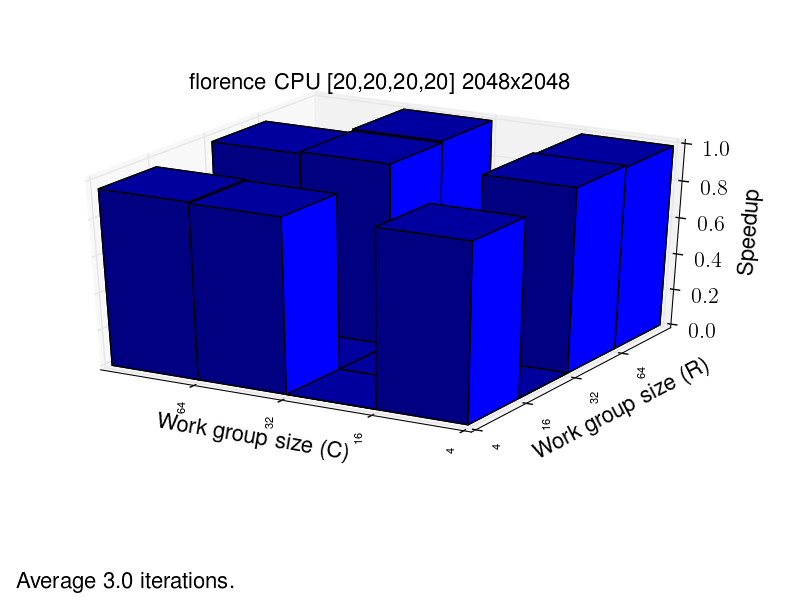 florence CPU [20,20,20,20] 2048x2048
1.0
0.8
0.6
0.4
0.2
0.0
Speedup
64
32
16
4
Work group size (C)
4
16
32
64
Work group size (R)
Average 3.0 iterations.